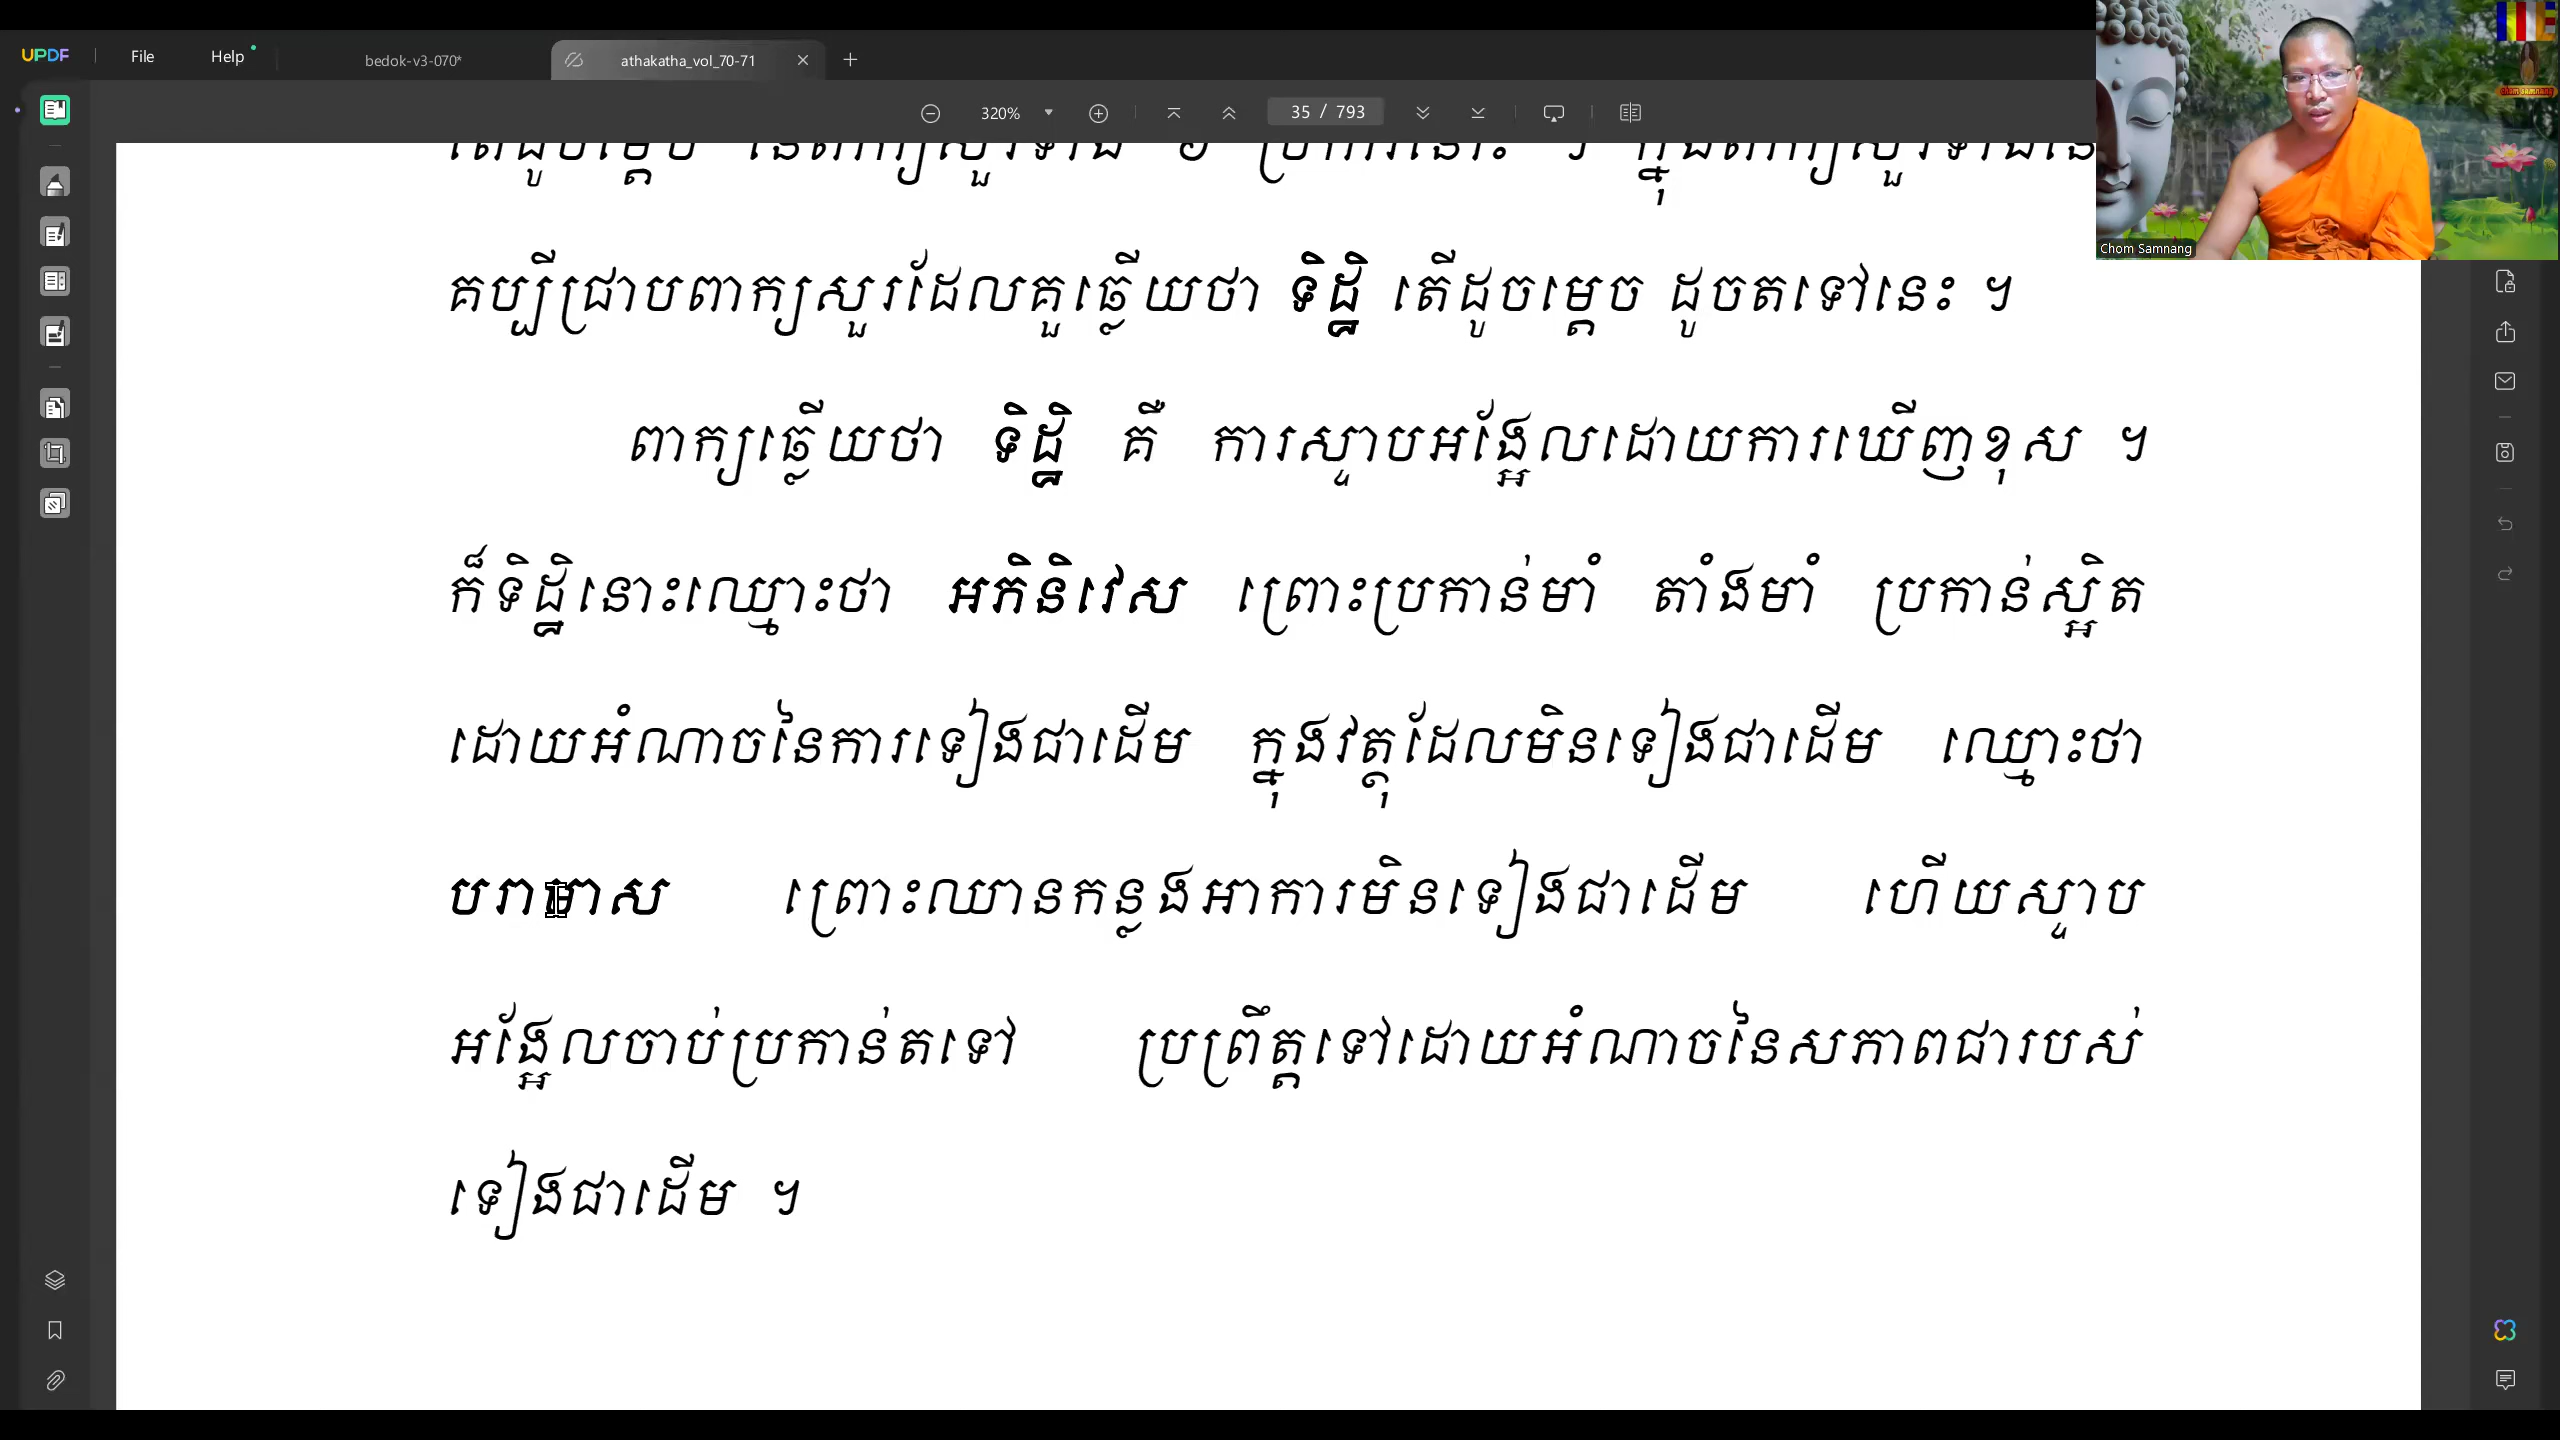 UPDF File Help bedok-v3-070* athakatha_vol_70-71
320% 35 / 793
Chom Samnang
គប្បីជ្រាបពាក្យសួរដែលគួឆ្លើយថា ទិដ្ឋិ តើដូចម្ដេច ដូចតទៅនេះ ។
ពាក្យឆ្លើយថា ទិដ្ឋិ គឺ ការស្ទាបអង្អែលដោយការឃើញខុស ។
ក៏ទិដ្ឋិនោះឈ្មោះថា អភិនិវេស ព្រោះប្រកាន់មាំ តាំងមាំ ប្រកាន់ស្អិត
ដោយអំណាចនៃការទៀងជាដើម ក្នុងវត្ថុដែលមិនទៀងជាដើម ឈ្មោះថា
បរាមាស ព្រោះឈានកន្លងអាការមិនទៀងជាដើម ហើយស្ទាប
អង្អែលចាប់ប្រកាន់តទៅ ប្រព្រឹត្តទៅដោយអំណាចនៃសភាពជារបស់
ទៀងជាដើម ។